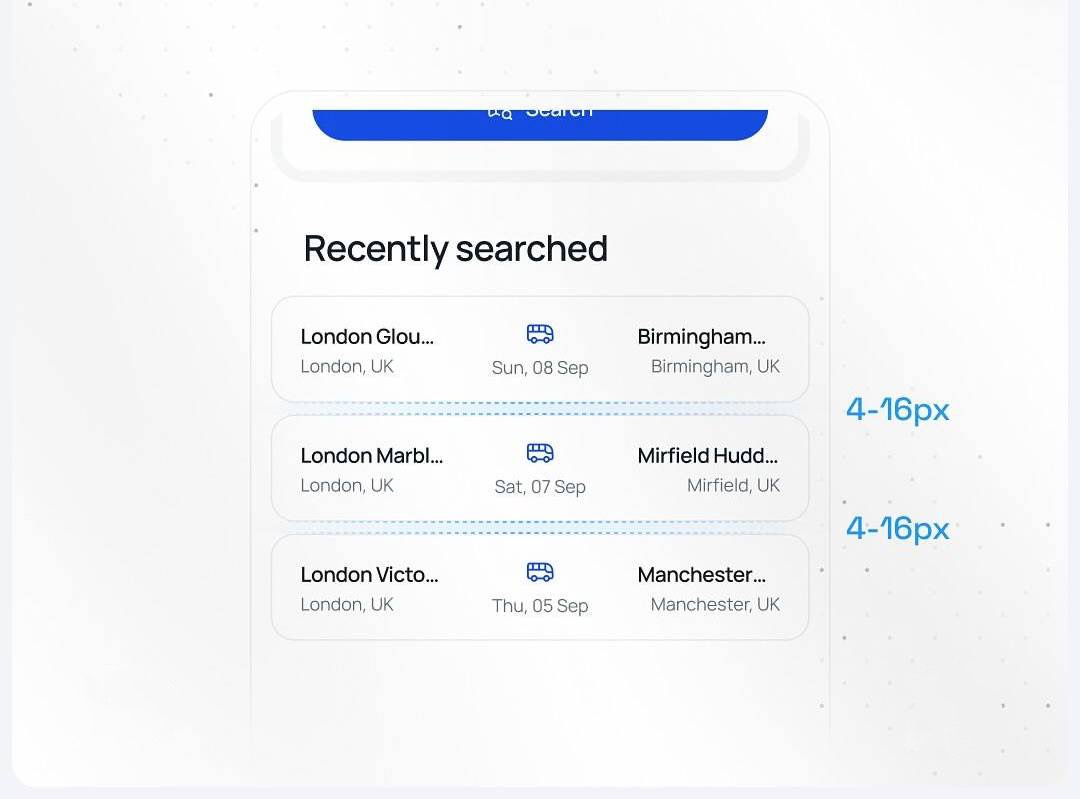 Search
Recently searched
London Glou...
Birmingham...
London, UK
Sun, 08 Sep
Birmingham, UK
4-16px
London Marbl...
Mirfield Hudd...
London, UK
Sat, 07 Sep
Mirfield, UK
4-16px
London Victo...
Manchester...
London, UK
Thu, 05 Sep
Manchester, UK